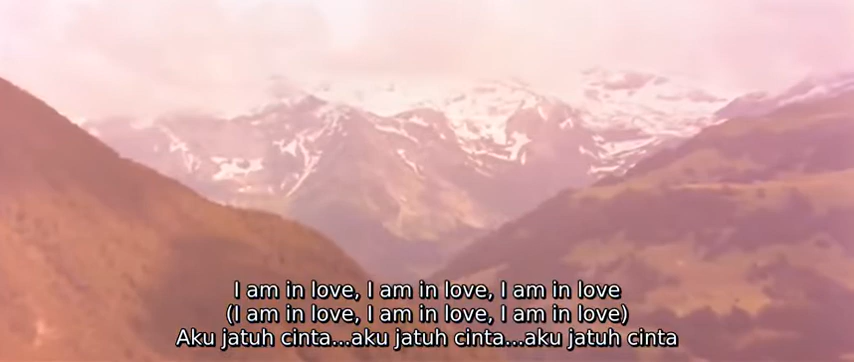 I am in love, I am in love, I am in love
(I am in love, I am in love, I am in love)
Aku jatuh cinta...aku jatuh cinta...aku jatuh cinta